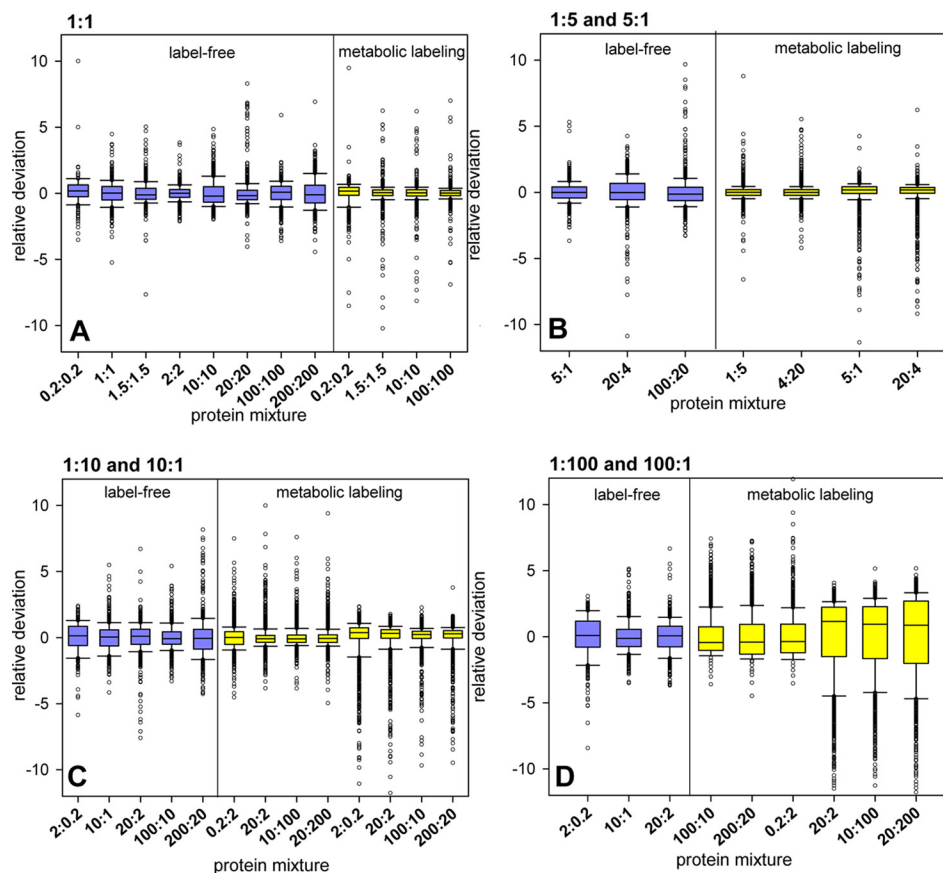 1:1
label-free
metabolic labeling
relative deviation
10
5
0
-5
-10
A
0.2:0.2
1:1
1.5:1.5
2:2
10:10
20:20
100:100
200:200
0.2:0.2
1.5:1.5
10:10
100:100
protein mixture
1:5 and 5:1
label-free
metabolic labeling
relative deviation
10
5
0
-5
-10
B
5:1
20:4
100:20
1:5
4:20
5:1
20:4
protein mixture
1:10 and 10:1
label-free
metabolic labeling
relative deviation
10
5
0
-5
-10
C
2:0.2
10:1
20:2
100:10
200:20
0.2:2
20:2
10:100
20:200
2:0.2
20:2
100:10
200:20
protein mixture
1:100 and 100:1
label-free
metabolic labeling
relative deviation
10
5
0
-5
-10
D
2:0.2
10:1
20:2
100:10
200:20
0.2:2
20:2
10:100
20:200
protein mixture